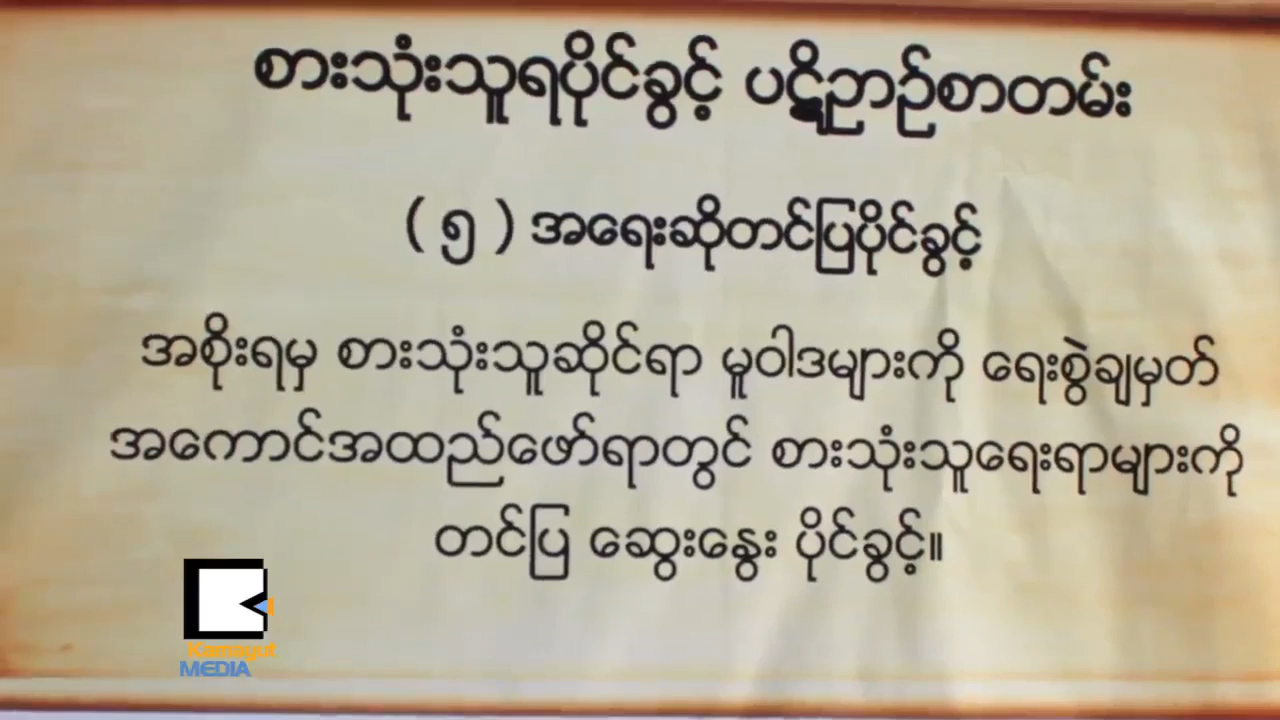 စားသုံးသူရပိုင်ခွင့် ပဋိညာဉ်စာတမ်း
( ၅ ) အရေးဆိုတင်ပြပိုင်ခွင့်
အစိုးရမှ စားသုံးသူဆိုင်ရာ မူဝါဒများကို ရေးစွဲချမှတ်
အကောင်အထည်ဖော်ရာတွင် စားသုံးသူရေးရာများကို
တင်ပြ ဆွေးနွေး ပိုင်ခွင့်။
Kamayut
MEDIA